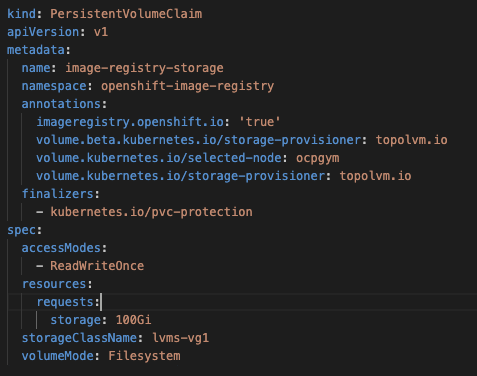 kind: PersistentVolumeClaim
apiVersion: v1
metadata:
  name: image-registry-storage
  namespace: openshift-image-registry
  annotations:
    imageregistry.openshift.io: 'true'
    volume.beta.kubernetes.io/storage-provisioner: topolvm.io
    volume.kubernetes.io/selected-node: ocpgym
    volume.kubernetes.io/storage-provisioner: topolvm.io
  finalizers:
    - kubernetes.io/pvc-protection
spec:
  accessModes:
    - ReadWriteOnce
  resources:
    requests:
      storage: 100Gi
  storageClassName: lvms-vg1
  volumeMode: Filesystem